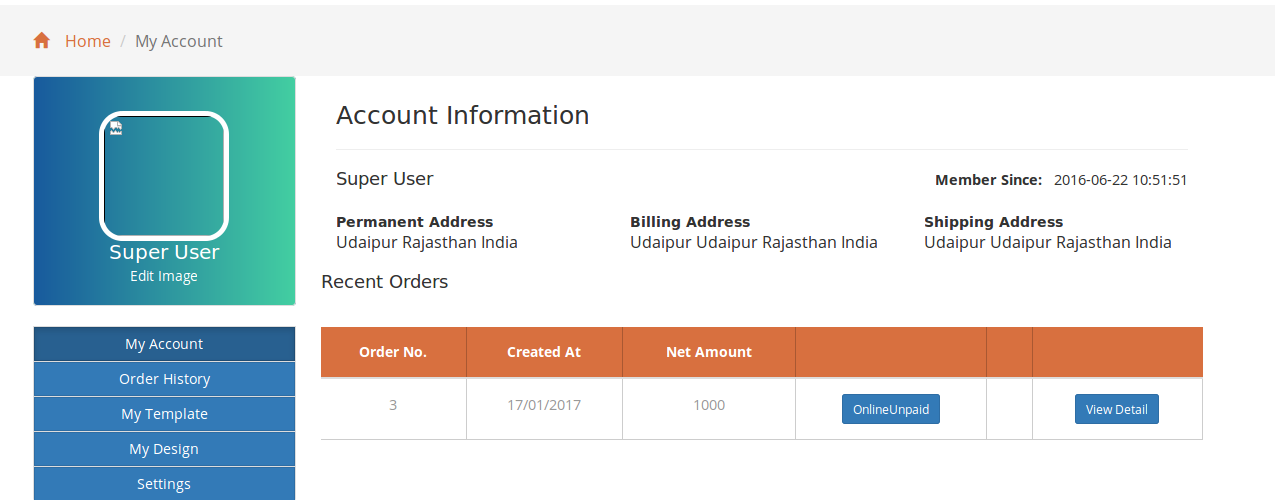 Home / My Account
Super User
Edit Image
My Account
Order History
My Template
My Design
Settings
Account Information
Super User
Member Since: 2016-06-22 10:51:51
Permanent Address Billing Address Shipping Address
Udaipur Rajasthan India Udaipur Udaipur Rajasthan India Udaipur Udaipur Rajasthan India
Recent Orders
Order No. Created At Net Amount
3 17/01/2017 1000 OnlineUnpaid View Detail